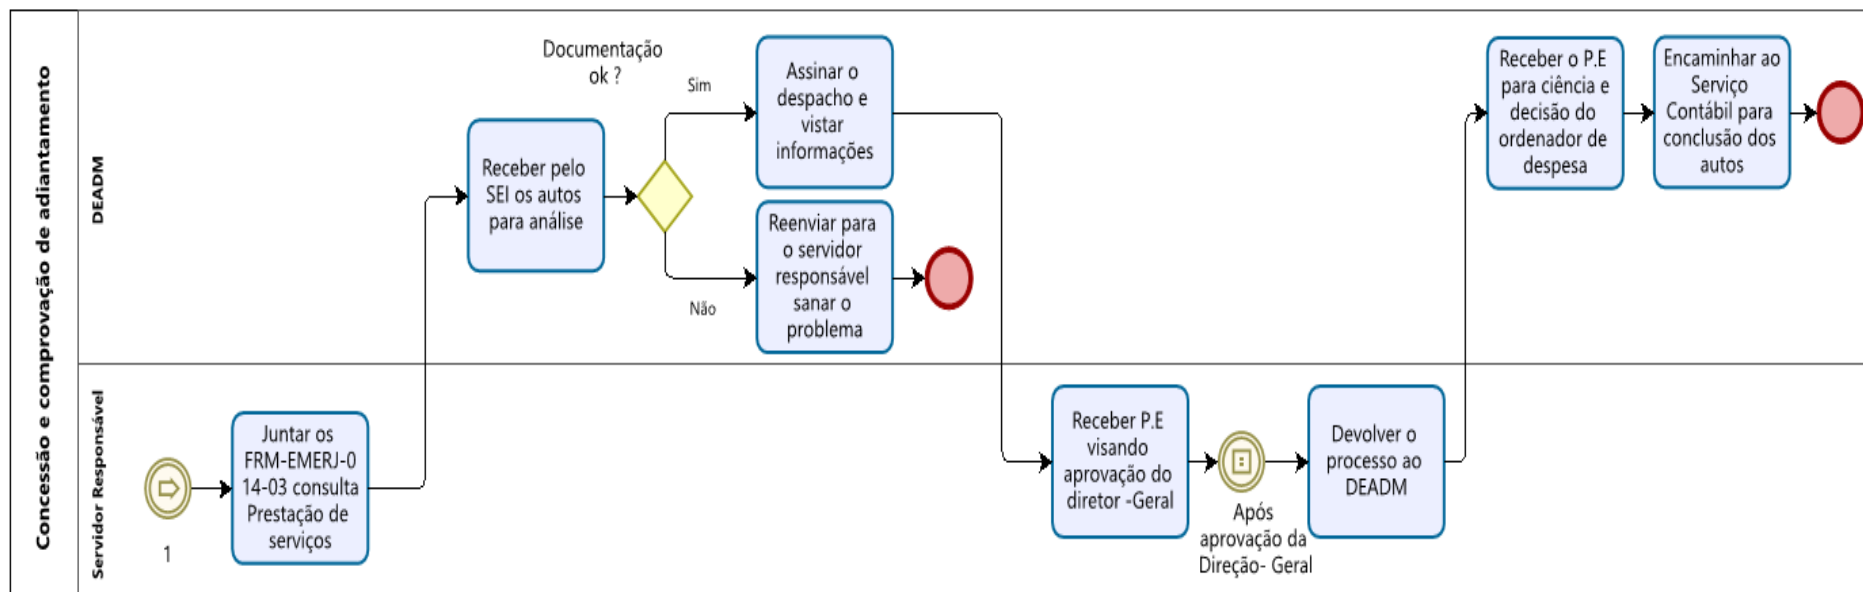 Concessão e comprovação de adiantamento
DEADM
Servidor Responsável
1
Juntar os
FRM-EMERJ-0
14-03 consulta
Prestação de
serviços
Receber pelo
SEI os autos
para análise
Documentação
ok ?
Sim
Não
Assinar o
despacho e
vistar
informações
Reenviar para
o servidor
responsável
sanar o
problema
Receber P.E
visando
aprovação do
diretor -Geral
Após
aprovação da
Direção- Geral
Devolver o
processo ao
DEADM
Receber o P.E
para ciência e
decisão do
ordenador de
despesa
Encaminhar ao
Serviço
Contábil para
conclusão dos
autos